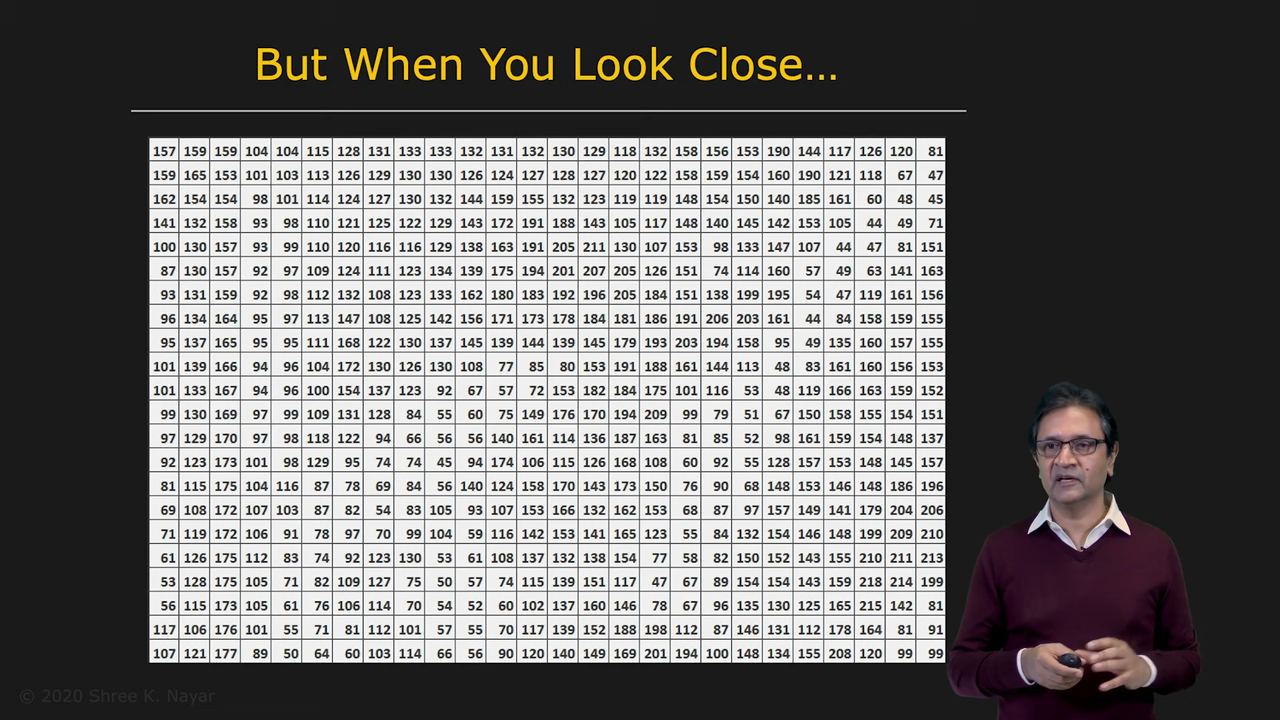 But When You Look Close...
157 159 159 104 104 115 128 131 133 133 132 131 132 130 129 118 132 158 156 153 190 144 117 126 120 81
159 165 153 101 103 113 126 129 130 130 126 124 127 128 127 120 122 158 159 154 160 190 121 118 67 47
162 154 154 98 101 114 124 127 130 132 144 159 155 132 123 119 119 148 154 150 140 185 161 60 48 45
141 132 158 93 98 110 121 125 122 129 143 172 191 188 143 105 117 148 140 145 142 153 105 44 49 71
100 130 157 93 99 110 120 116 116 129 138 163 191 205 211 130 107 153 98 133 147 107 44 47 81 151
87 130 157 92 97 109 124 111 123 134 139 175 194 201 207 205 126 151 74 114 160 57 49 63 141 163
93 131 159 92 98 112 132 108 123 133 162 180 183 192 196 205 184 151 138 199 195 54 47 119 161 156
96 134 164 95 97 113 147 108 125 142 156 171 173 178 184 181 186 191 206 203 161 44 84 158 159 155
95 137 165 95 95 111 168 122 130 137 145 139 144 139 145 179 193 203 194 158 95 49 135 160 157 155
101 139 166 94 96 104 172 130 126 130 108 77 85 80 153 191 188 161 144 113 48 83 161 160 156 153
101 133 167 94 96 100 154 137 123 92 67 57 72 153 182 184 175 101 116 53 48 119 166 163 159 152
99 130 169 97 99 109 131 128 84 55 60 75 149 176 170 194 209 99 79 51 67 150 158 155 154 151
97 129 170 97 98 118 122 94 66 56 56 140 161 114 136 187 163 81 85 52 98 161 159 154 148 137
92 123 173 101 98 129 95 74 74 45 94 174 106 115 126 168 108 60 92 55 128 157 153 148 145 157
81 115 175 104 116 87 78 69 84 56 140 124 158 170 143 173 150 76 90 68 148 153 146 148 186 196
69 108 172 107 103 87 82 54 83 105 93 107 153 166 132 162 153 68 87 97 157 149 141 179 204 206
71 119 172 106 91 78 97 70 99 104 59 116 142 153 141 165 123 55 84 132 154 146 148 199 209 210
61 126 175 112 83 74 92 123 130 53 61 108 137 132 138 154 77 58 82 150 152 143 155 210 211 213
53 128 175 105 71 82 109 127 75 50 57 74 115 139 151 117 47 67 89 154 154 143 159 218 214 199
56 115 173 105 61 76 106 114 70 54 52 60 102 137 160 146 78 67 96 135 130 125 165 215 142 81
117 106 176 101 55 71 81 112 101 57 55 70 117 139 152 188 198 112 87 146 131 112 178 164 81 91
107 121 177 89 50 64 60 103 114 66 56 90 120 140 149 169 201 194 100 148 134 155 208 120 99 99
© 2020 Shree K. Nayar